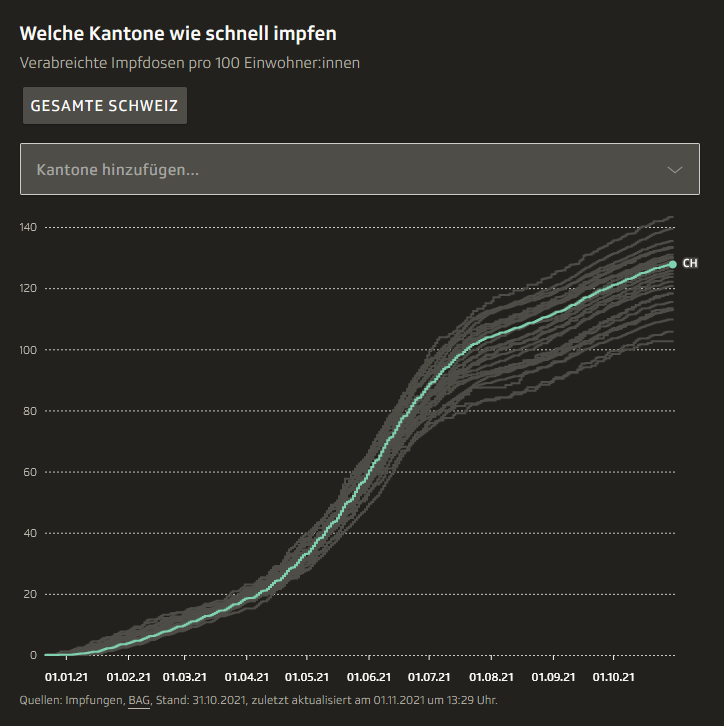 Welche Kantone wie schnell impfen
Verabreichte Impfdosen pro 100 Einwohner:innen
GESAMTE SCHWEIZ
Kantone hinzufügen...
140
120
100
80
60
40
20
0
CH
01.01.21 01.02.21 01.03.21 01.04.21 01.05.21 01.06.21 01.07.21 01.08.21 01.09.21 01.10.21
Quellen: Impfungen, BAG, Stand: 31.10.2021, zuletzt aktualisiert am 01.11.2021 um 13:29 Uhr.